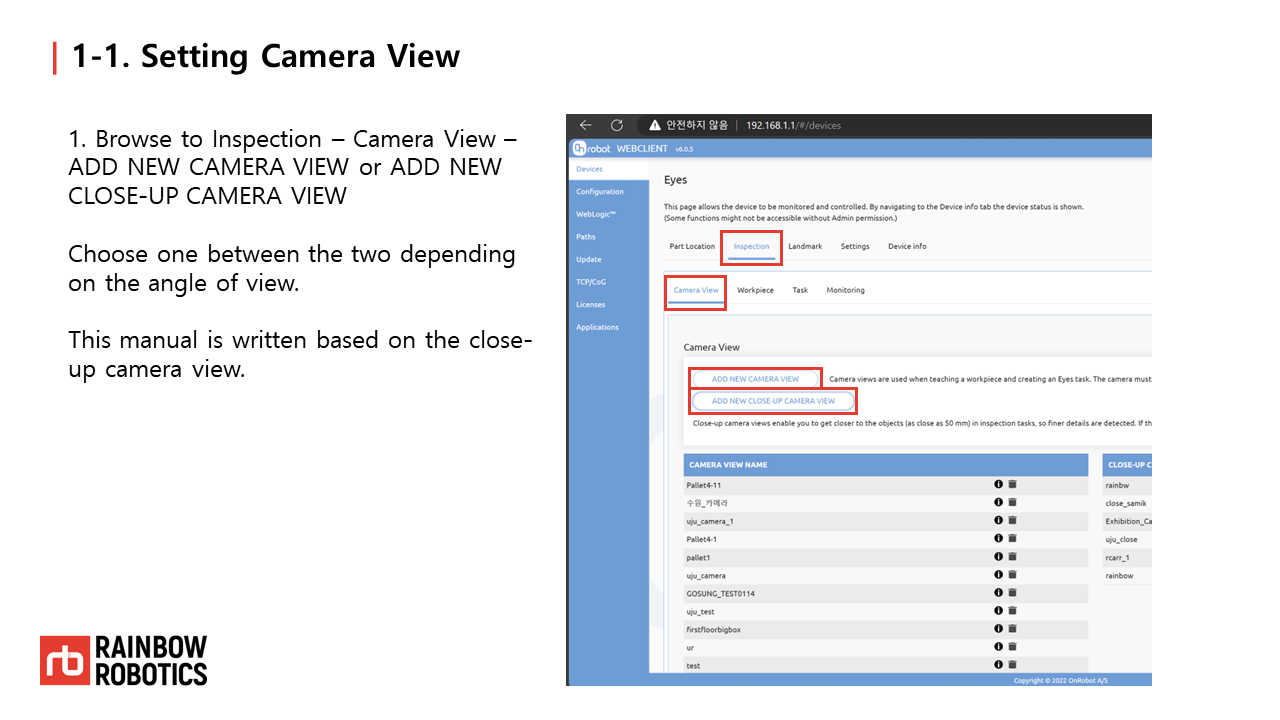 1-1. Setting Camera View
1. Browse to Inspection – Camera View –
ADD NEW CAMERA VIEW or ADD NEW
CLOSE-UP CAMERA VIEW
Choose one between the two depending
on the angle of view.
This manual is written based on the close-
up camera view.
안전하지 않음 | 192.168.1.1/#/devices
OnRobot WEBCLIENT v6.0.5
Devices
Configuration
WebLogic™
Paths
Update
TCP/CoG
Licenses
Applications
Eyes
This page allows the device to be monitored and controlled. By navigating to the Device info tab the device status is shown.
(Some functions might not be accessible without Admin permission.)
Part Location Inspection Landmark Settings Device info
Camera View Workpiece Task Monitoring
Camera View
ADD NEW CAMERA VIEW Camera views are used when teaching a workpiece and creating an Eyes task. The camera must
ADD NEW CLOSE-UP CAMERA VIEW
Close-up camera views enable you to get closer to the objects (as close as 50 mm) in inspection tasks, so finer details are detected. If th
CAMERA VIEW NAME
Pallet4-11
수원_카메라
uju_camera_1
Pallet4-1
pallet1
uju_camera
GOSUNG_TEST0114
uju_test
firstfloorbigbox
ur
test
CLOSE-UP C
rainbw
close_samik
Exhibition_Ca
uju_close
rcarr_1
rainbow
Copyright © 2022 OnRobot A/S
rb RAINBOW
ROBOTICS